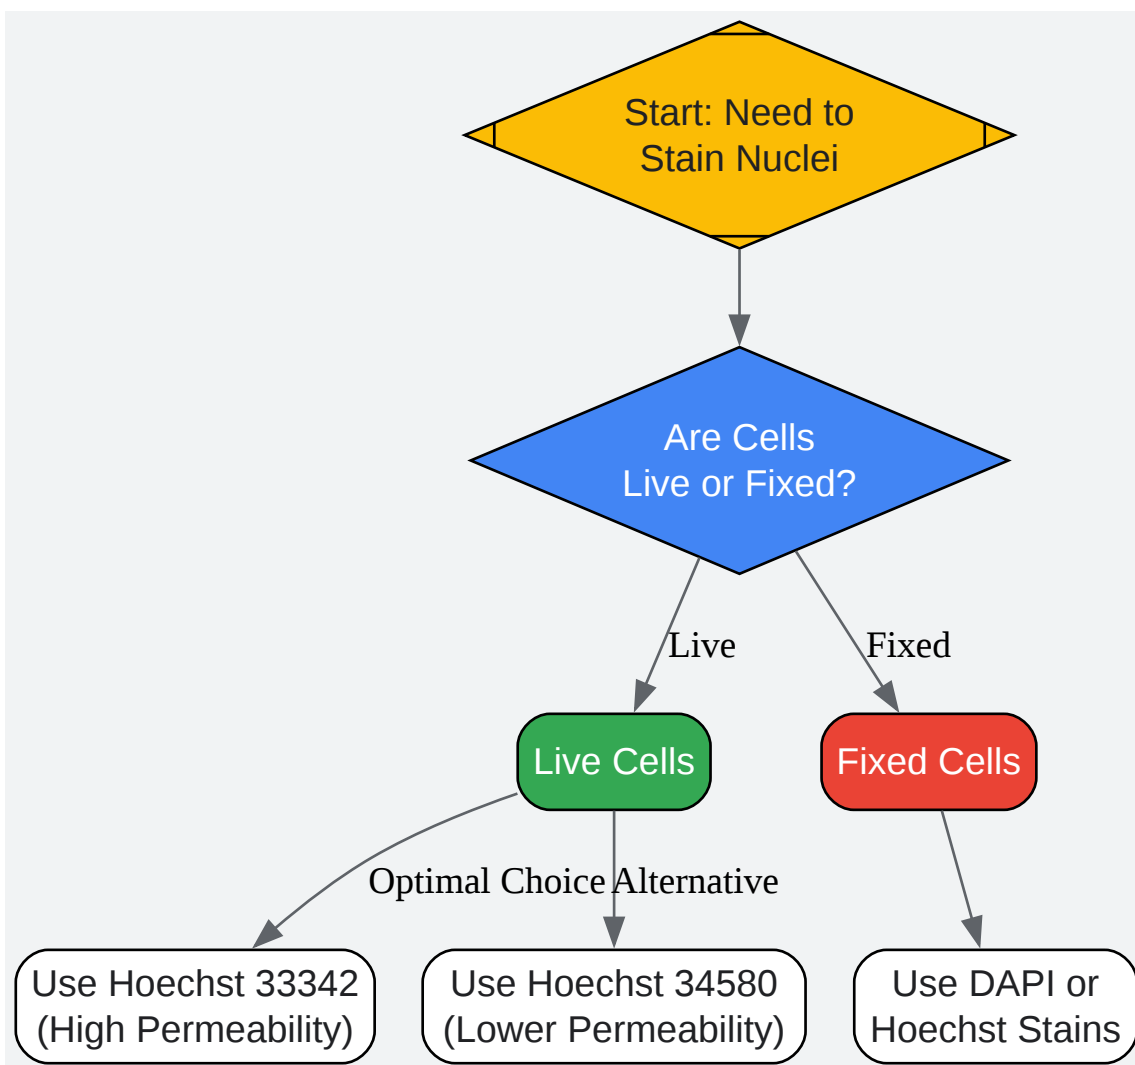 Start: Need to
Stain Nuclei
Are Cells
Live or Fixed?
Live
Fixed
Live Cells
Fixed Cells
Optimal Choice
Alternative
Use Hoechst 33342
(High Permeability)
Use Hoechst 34580
(Lower Permeability)
Use DAPI or
Hoechst Stains